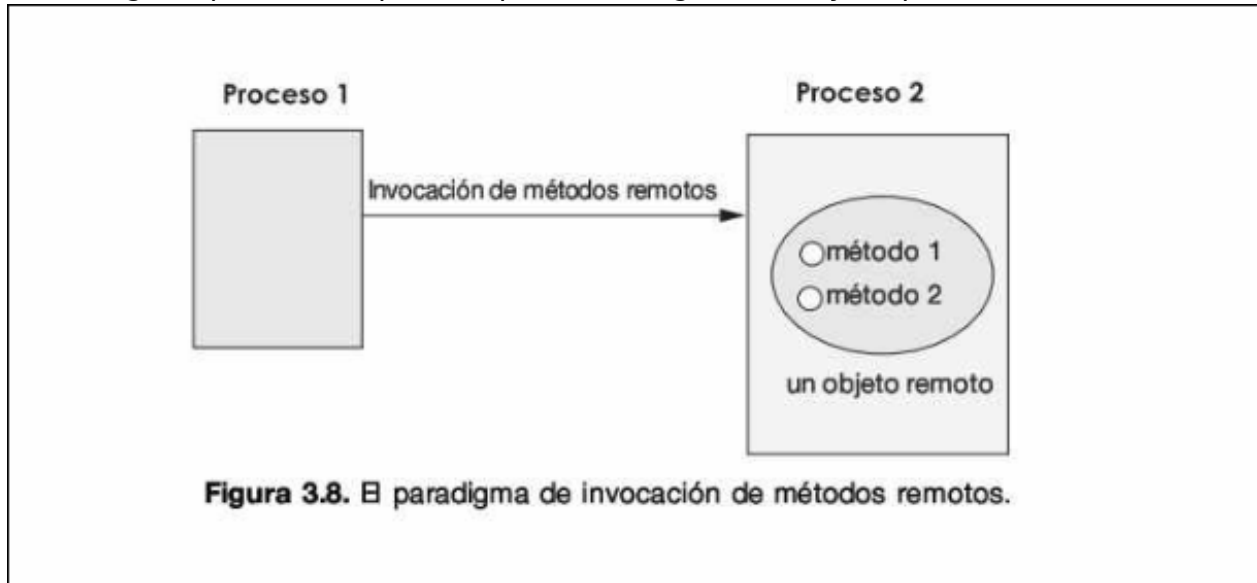 Proceso 1
Proceso 2
Invocación de métodos remotos
método 1
método 2
un objeto remoto
Figura 3.8. El paradigma de invocación de métodos remotos.